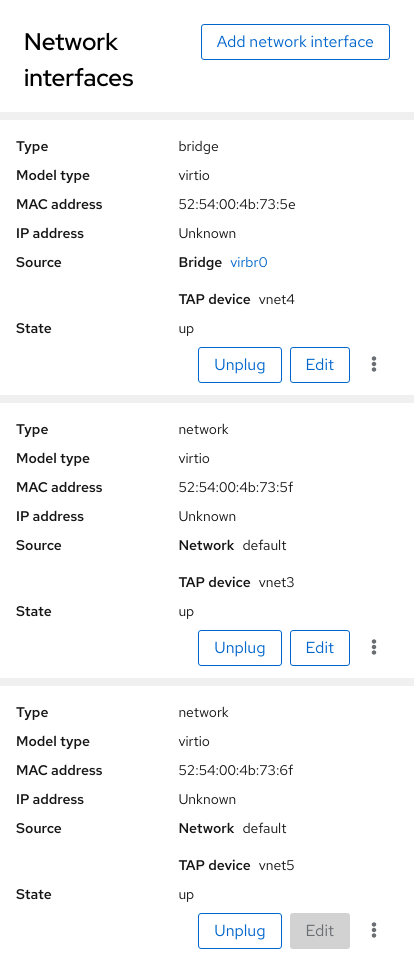 Network
interfaces
Add network interface
Type bridge
Model type virtio
MAC address 52:54:00:4b:73:5e
IP address Unknown
Source Bridge virbr0
TAP device vnet4
State up
Unplug Edit
Type network
Model type virtio
MAC address 52:54:00:4b:73:5f
IP address Unknown
Source Network default
TAP device vnet3
State up
Unplug Edit
Type network
Model type virtio
MAC address 52:54:00:4b:73:6f
IP address Unknown
Source Network default
TAP device vnet5
State up
Unplug Edit